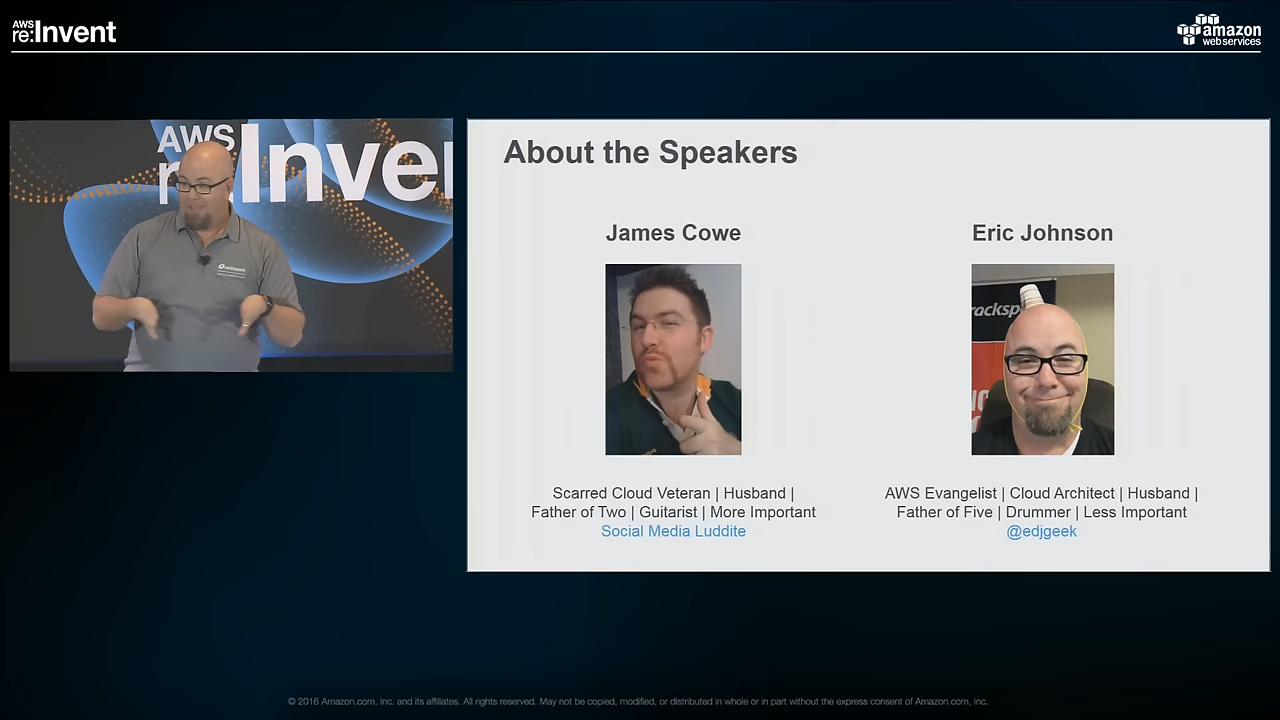 AWS
re:Invent
amazon
web services
AWS
Inve
About the Speakers
James Cowe
Eric Johnson
racksp
Scarred Cloud Veteran | Husband |
Father of Two | Guitarist | More Important
Social Media Luddite
AWS Evangelist | Cloud Architect | Husband |
Father of Five | Drummer | Less Important
@edjgeek
© 2016 Amazon.com, Inc. and its affiliates. All rights reserved. May not be copied, modified, or distributed in whole or in part without the express consent of Amazon.com, Inc.